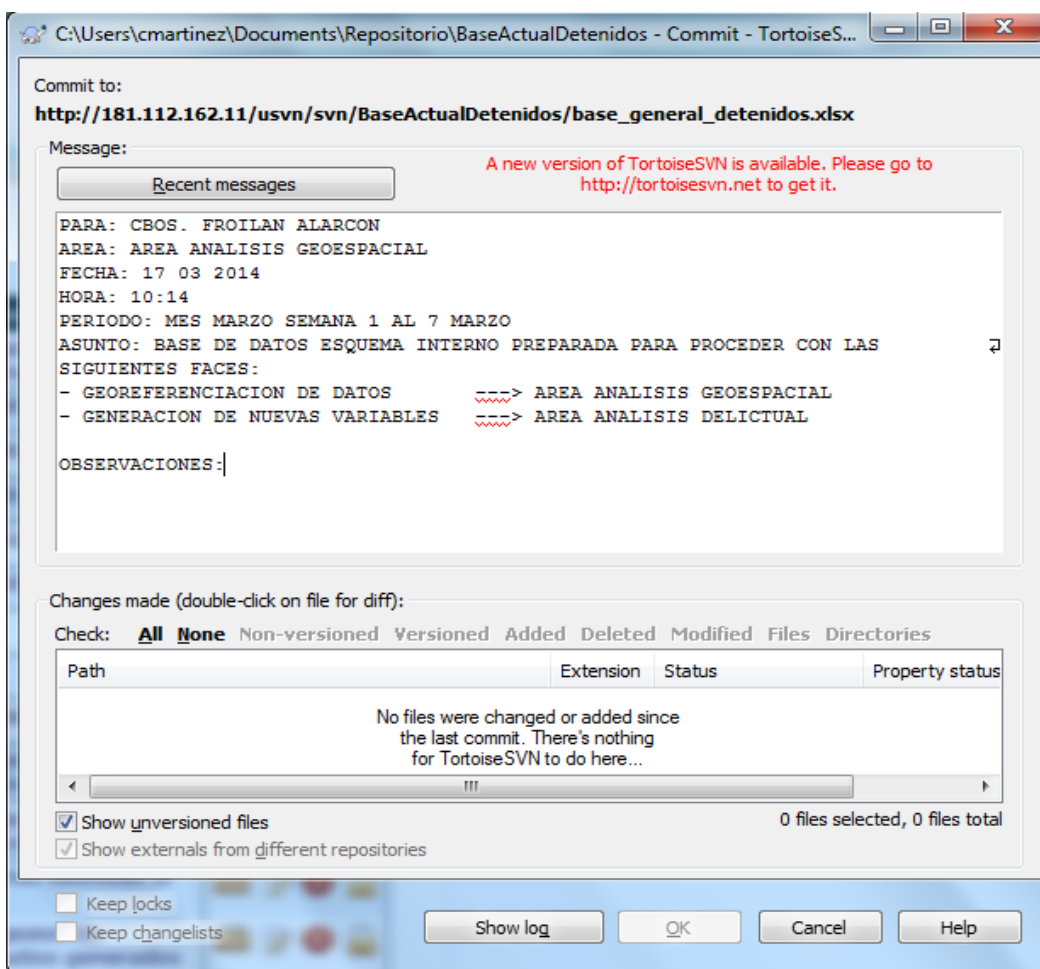 C:\Users\cmartinez\Documents\Repositorio\BaseActualDetenidos - Commit - TortoiseS...
Commit to:
http://181.112.162.11/usvn/svn/BaseActualDetenidos/base_general_detenidos.xlsx
Message:
Recent messages
A new version of TortoiseSVN is available. Please go to
http://tortoisesvn.net to get it.
PARA: CBOS. FROILAN ALARCON
AREA: AREA ANALISIS GEOESPACIAL
FECHA: 17 03 2014
HORA: 10:14
PERIODO: MES MARZO SEMANA 1 AL 7 MARZO
ASUNTO: BASE DE DATOS ESQUEMA INTERNO PREPARADA PARA PROCEDER CON LAS
SIGUIENTES FACES:
- GEOREFERENCIACION DE DATOS ---> AREA ANALISIS GEOESPACIAL
- GENERACION DE NUEVAS VARIABLES ---> AREA ANALISIS DELICTUAL
OBSERVACIONES:
Changes made (double-click on file for diff):
Check: All None Non-versioned Versioned Added Deleted Modified Files Directories
Path Extension Status Property status
No files were changed or added since
the last commit. There's nothing
for TortoiseSVN to do here...
Show unversioned files
0 files selected, 0 files total
Show externals from different repositories
Keep locks
Keep changelists
Show log OK Cancel Help